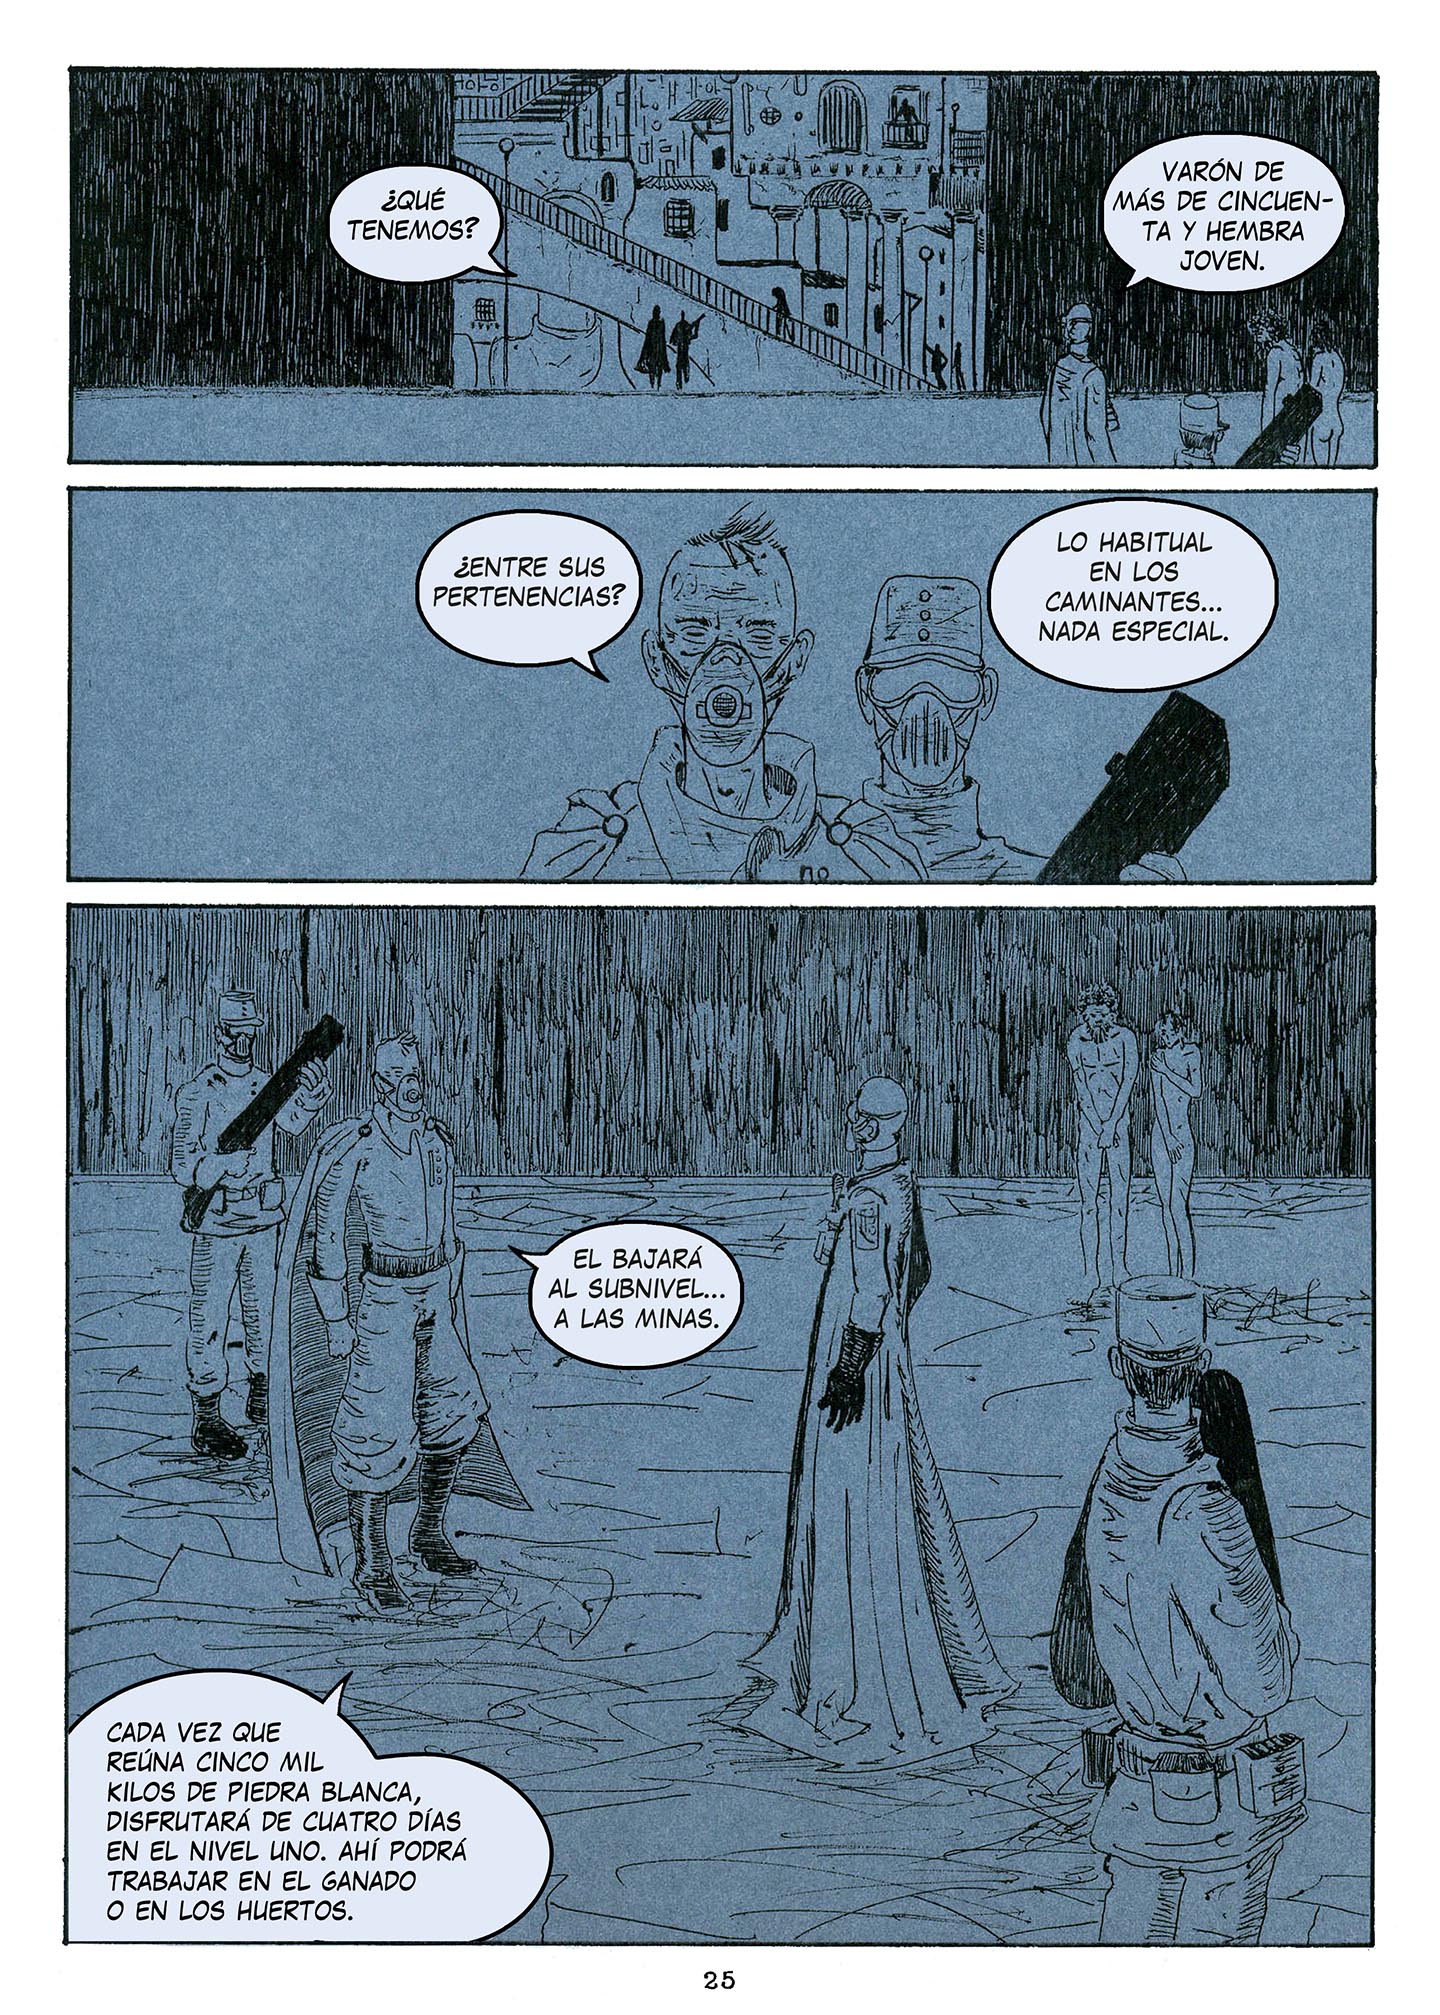 ¿QUÉ
TENEMOS?
VARÓN DE
MÁS DE CINCUEN-
TA Y HEMBRA
JOVEN.
¿ENTRE SUS
PERTENENCIAS?
LO HABITUAL
EN LOS
CAMINANTES...
NADA ESPECIAL.
EL BAJARÁ
AL SUBNIVEL...
A LAS MINAS.
CADA VEZ QUE
REÚNA CINCO MIL
KILOS DE PIEDRA BLANCA,
DISFRUTARÁ DE CUATRO DÍAS
EN EL NIVEL UNO. AHÍ PODRÁ
TRABAJAR EN EL GANADO
O EN LOS HUERTOS.
25